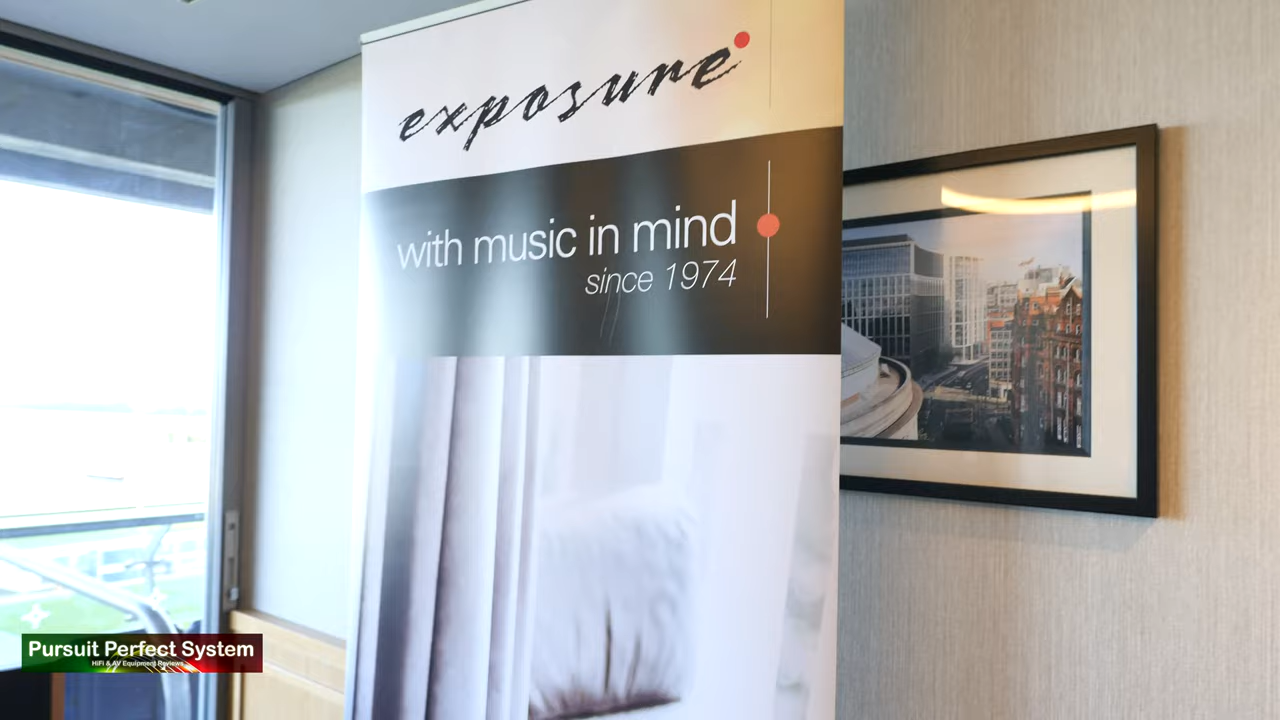 exposure
with music in mind
since 1974
Pursuit Perfect System
HiFi & AV Equipment Reviews